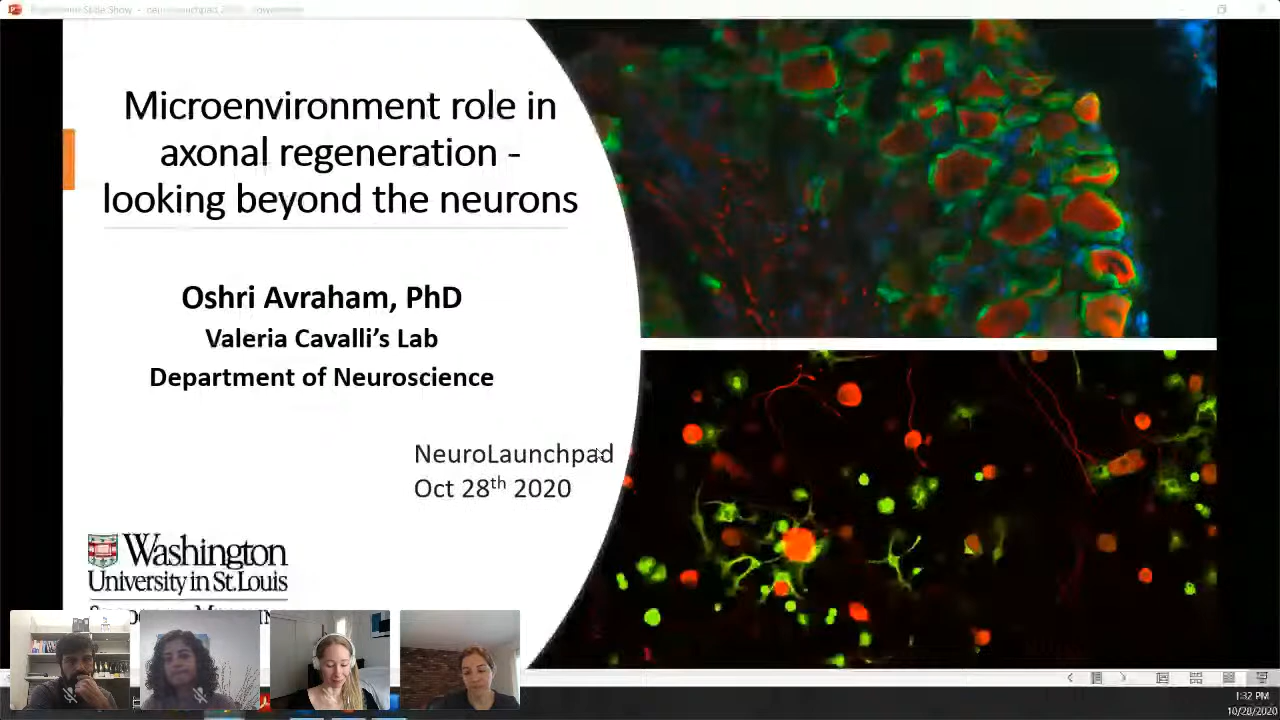 Microenvironment role in
axonal regeneration -
looking beyond the neurons
Oshri Avraham, PhD
Valeria Cavalli's Lab
Department of Neuroscience
NeuroLaunchpad
Oct 28th 2020
Washington
University in St. Louis
1:32 PM
10/28/2020